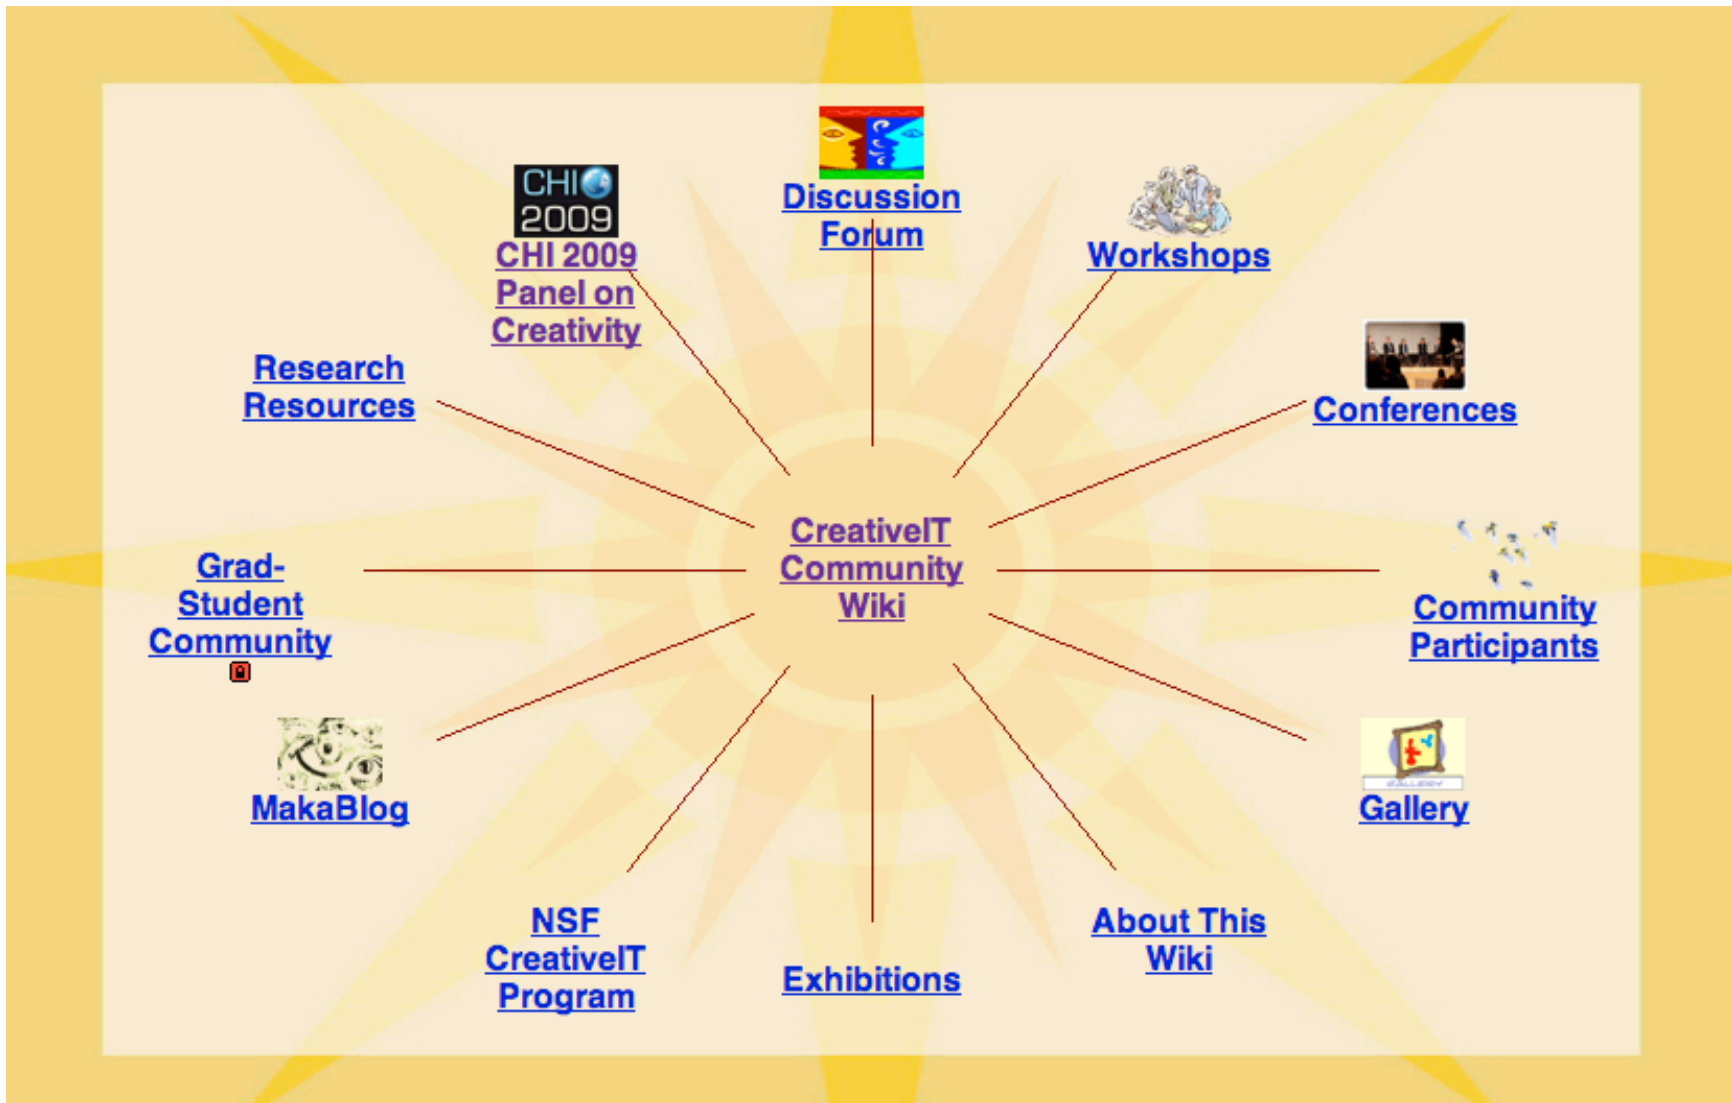 Discussion
Forum
CHI
2009
CHI 2009
Panel on
Creativity
Workshops
Research
Resources
Conferences
CreativeIT
Community
Wiki
Grad-
Student
Community
Community
Participants
MakaBlog
GALLERY
Gallery
NSF
CreativeIT
Program
Exhibitions
About This
Wiki